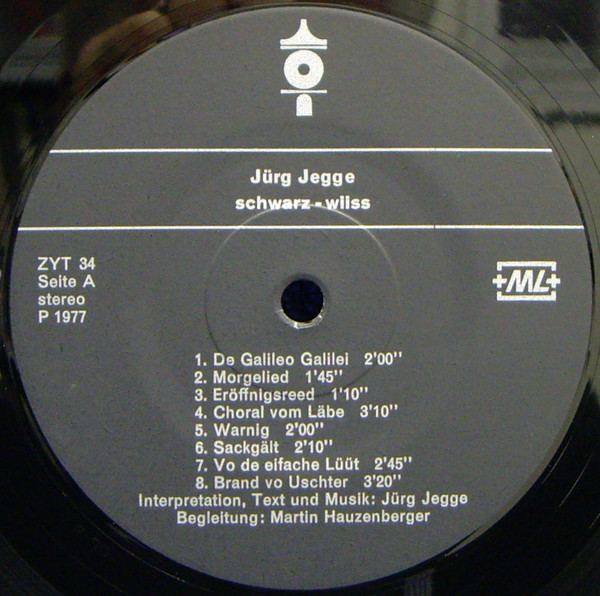 Jürg Jegge
schwarz-wiiss
ZYT 34
Seite A
stereo
P 1977
+ML+
1. De Galileo Galilei 2'00"
2. Morgelied 1'45"
3. Eröffnigsreed 1'10"
4. Choral vom Läbe 3'10"
5. Warnig 2'00"
6. Sackgält 2'10"
7. Vo de eifache Lüüt 2'45"
8. Brand vo Uschter 3'20"
Interpretation, Text und Musik: Jürg Jegge
Begleitung: Martin Hauzenberger